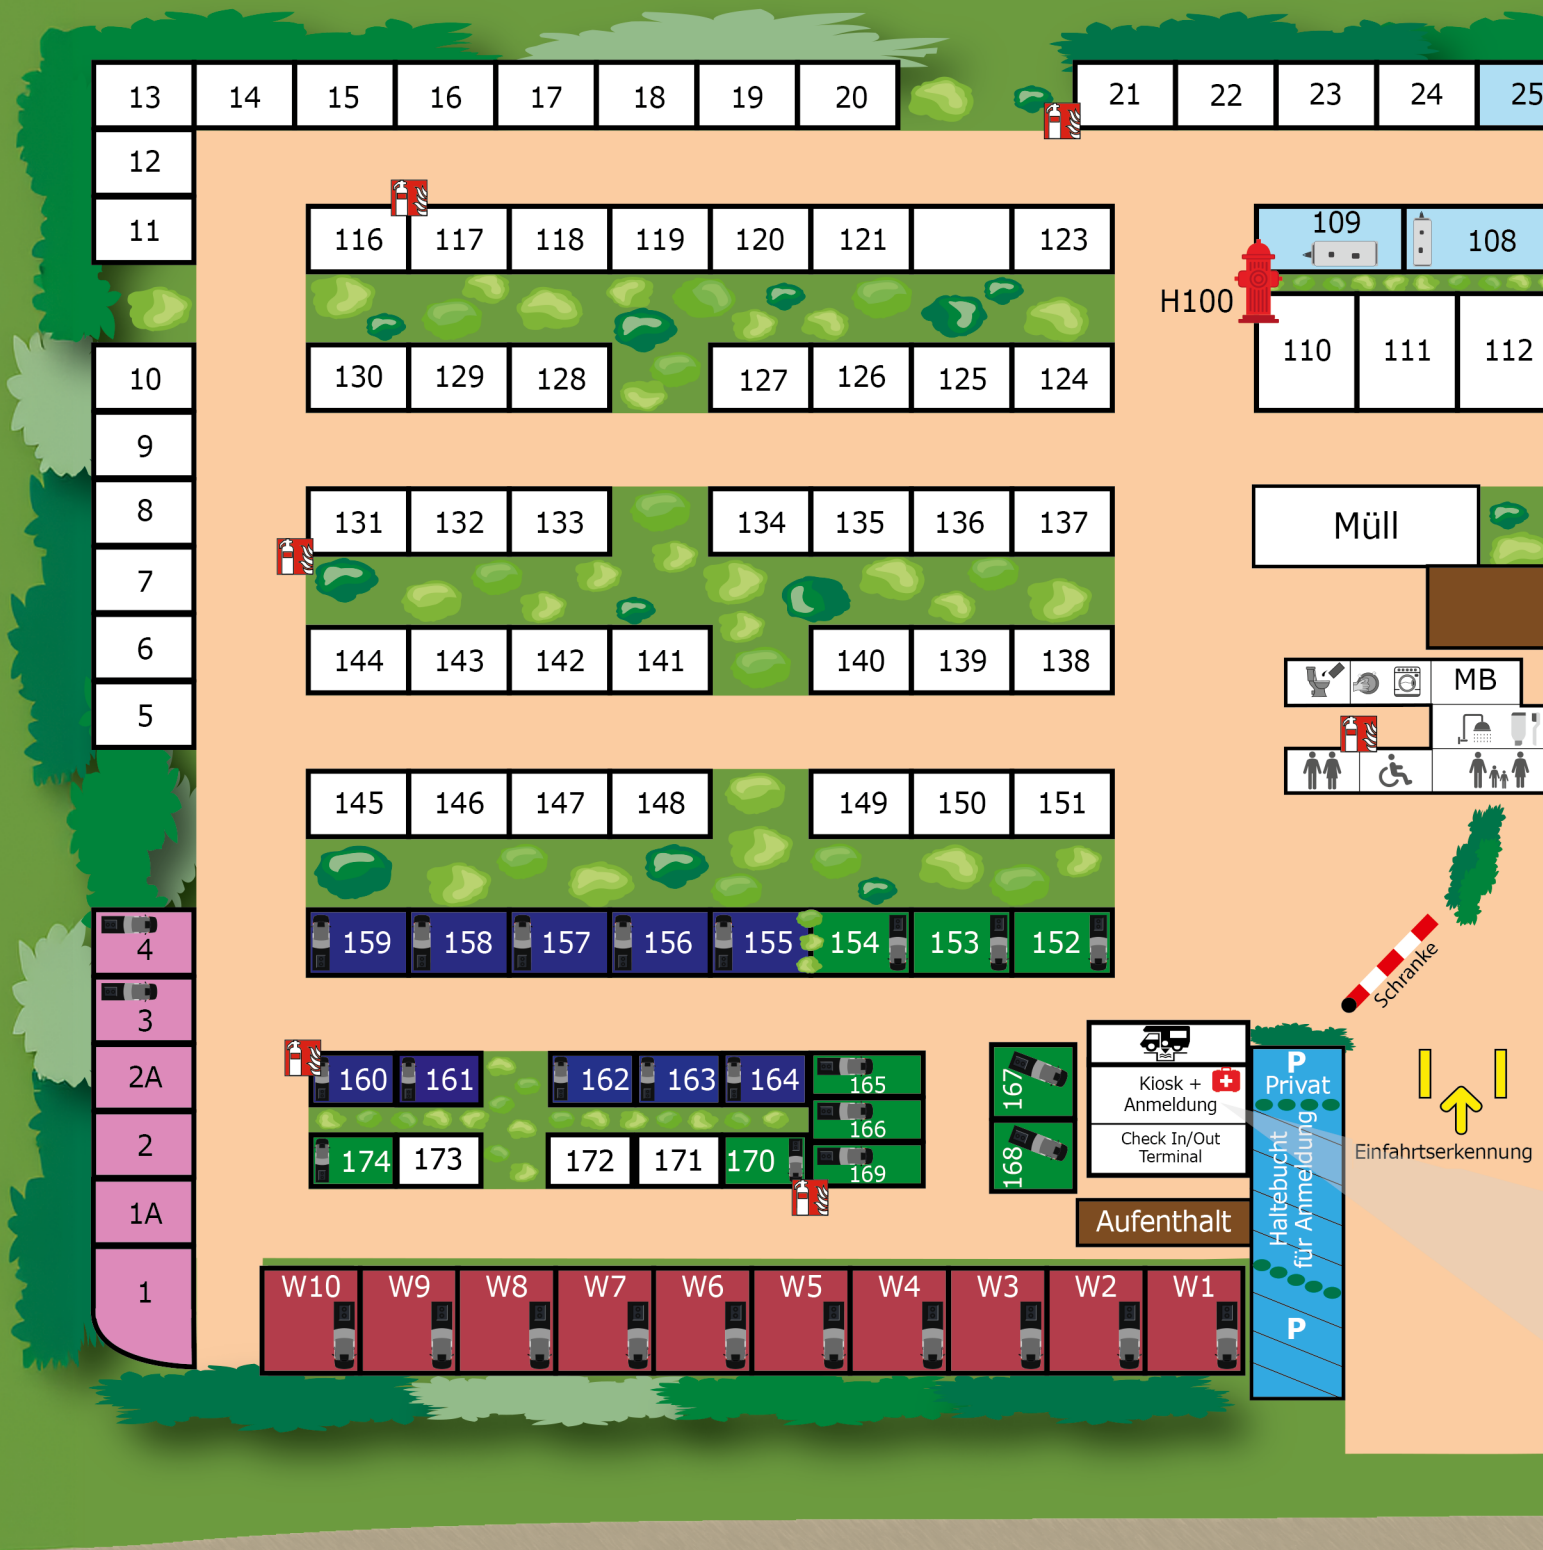 13 14 15 16 17 18 19 20 21 22 23 24 25
12
11
116 117 118 119 120 121 123
109 108
H100
110 111 112
10
130 129 128 127 126 125 124
9
8
131 132 133 134 135 136 137
Müll
7
6
144 143 142 141 140 139 138
MB
5
145 146 147 148 149 150 151
4
159 158 157 156 155 154 153 152
Schranke
3
2A
160 161 162 163 164 165
166
167
168
Kiosk +
Anmeldung
Check In/Out
Terminal
P
Privat
Haltebucht
für Anmeldung
Einfahrtserkennung
2
174 173 172 171 170 169
1A
Aufenthalt
1
W10 W9 W8 W7 W6 W5 W4 W3 W2 W1
P